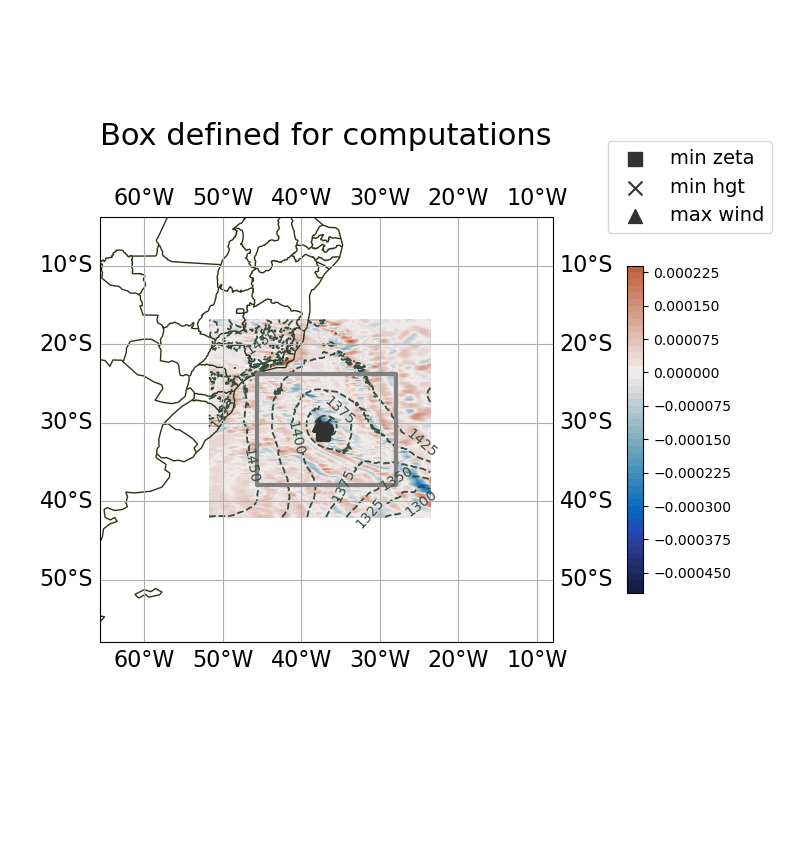 Box defined for computations
min zeta
min hgt
max wind
60°W 50°W 40°W 30°W 20°W 10°W
10°S 10°S
20°S 20°S
30°S 30°S
40°S 40°S
50°S 50°S
60°W 50°W 40°W 30°W 20°W 10°W
1375
1400
1425
1450
1375
1350
1325
1300
0.000225
0.000150
0.000075
0.000000
−0.000075
−0.000150
−0.000225
−0.000300
−0.000375
−0.000450